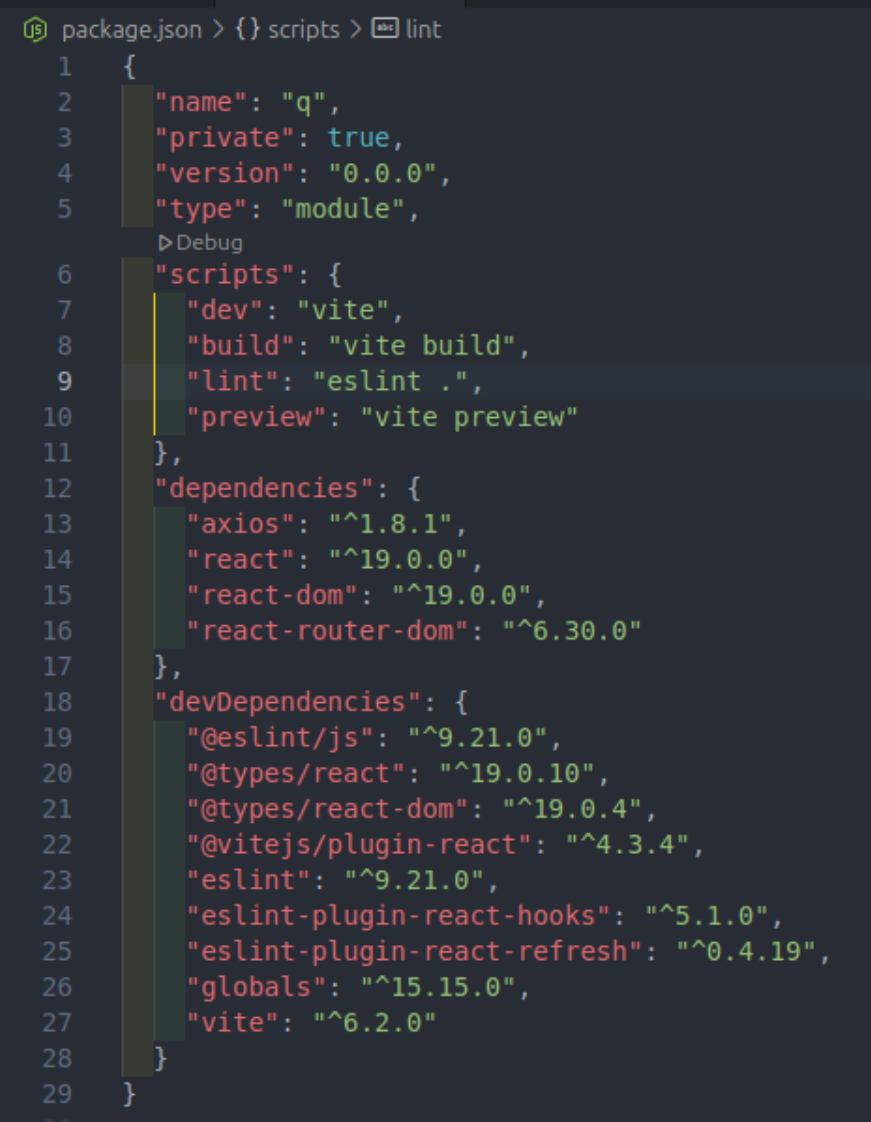 package.json > {} scripts > abc lint
1 {
2 "name": "q",
3 "private": true,
4 "version": "0.0.0",
5 "type": "module",
Debug
6 "scripts": {
7 "dev": "vite",
8 "build": "vite build",
9 "lint": "eslint .",
10 "preview": "vite preview"
11 },
12 "dependencies": {
13 "axios": "^1.8.1",
14 "react": "^19.0.0",
15 "react-dom": "^19.0.0",
16 "react-router-dom": "^6.30.0"
17 },
18 "devDependencies": {
19 "@eslint/js": "^9.21.0",
20 "@types/react": "^19.0.10",
21 "@types/react-dom": "^19.0.4",
22 "@vitejs/plugin-react": "^4.3.4",
23 "eslint": "^9.21.0",
24 "eslint-plugin-react-hooks": "^5.1.0",
25 "eslint-plugin-react-refresh": "^0.4.19",
26 "globals": "^15.15.0",
27 "vite": "^6.2.0"
28 }
29 }